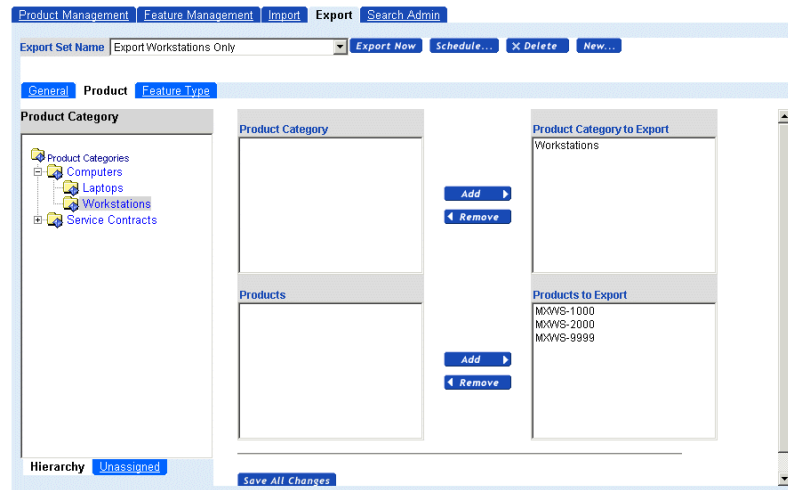 Product Management Feature Management Import Export Search Admin
Export Set Name Export Workstations Only Export Now Schedule... X Delete New...
General Product Feature Type
Product Category
Product Categories
Computers
Laptops
Workstations
Service Contracts
Hierarchy Unassigned
Product Category
Add
Remove
Product Category to Export
Workstations
Products
Add
Remove
Products to Export
MXWS-1000
MXWS-2000
MXWS-9999
Save All Changes